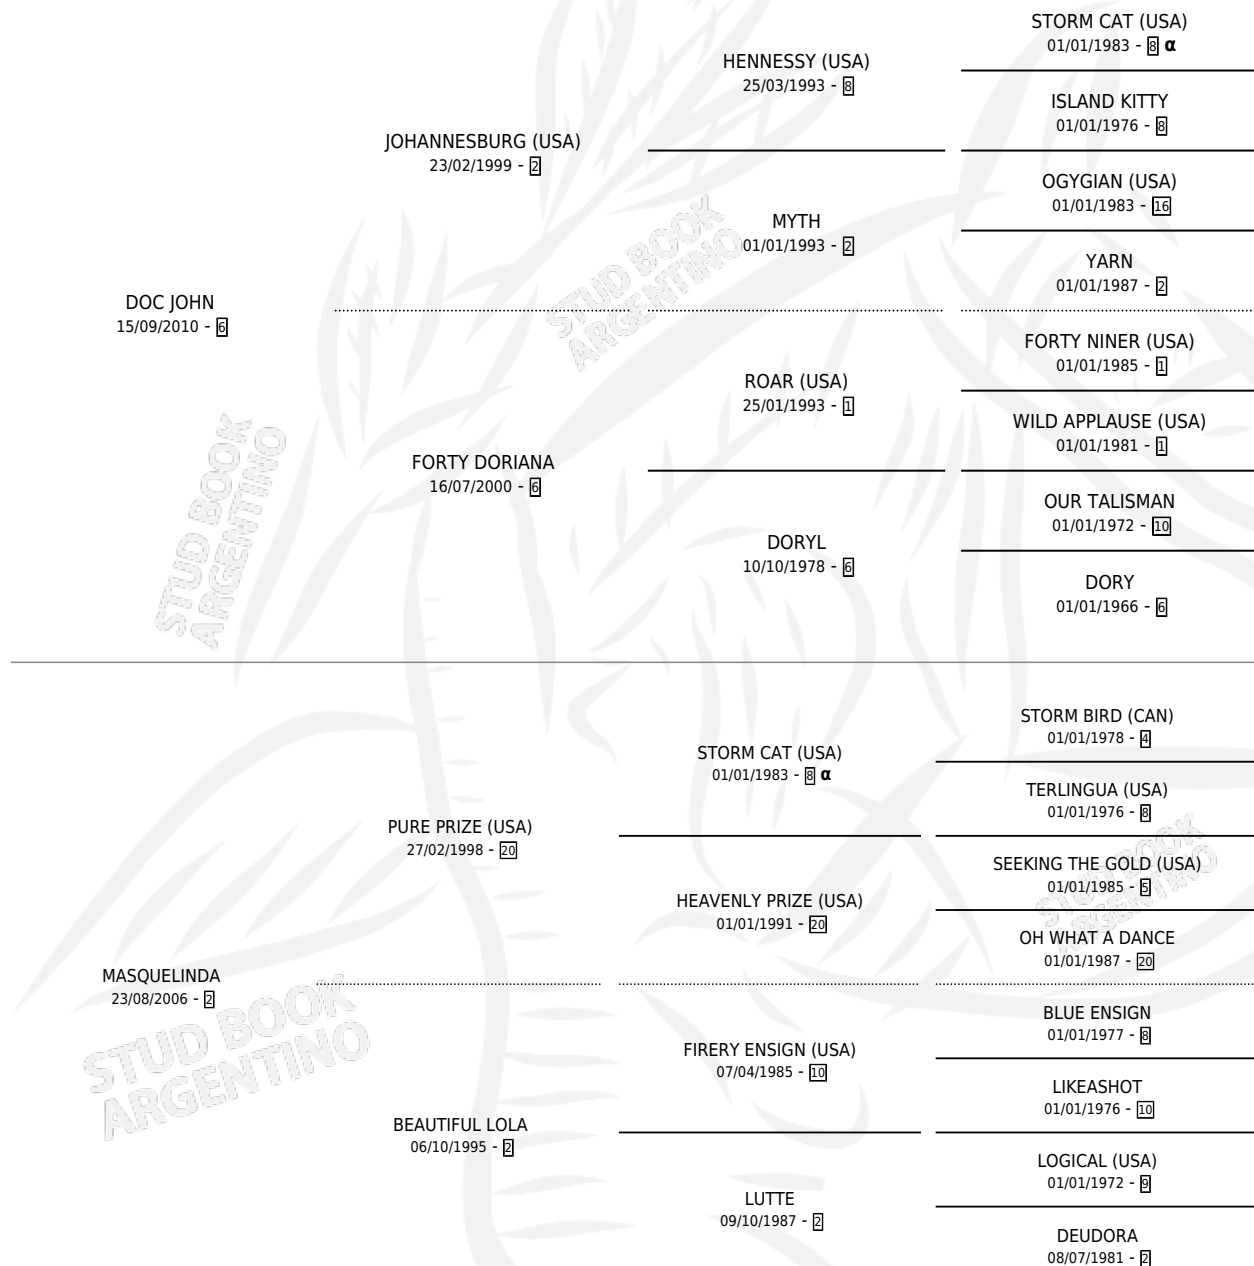 STORM CAT (USA)
01/01/1983 - 8 α
HENNESSY (USA)
25/03/1993 - 8
ISLAND KITTY
01/01/1976 - 8
JOHANNESBURG (USA)
23/02/1999 - 2
OGYGIAN (USA)
01/01/1983 - 16
MYTH
01/01/1993 - 2
YARN
01/01/1987 - 2
DOC JOHN
15/09/2010 - 6
FORTY NINER (USA)
01/01/1985 - 1
ROAR (USA)
25/01/1993 - 1
WILD APPLAUSE (USA)
01/01/1981 - 1
FORTY DORIANA
16/07/2000 - 6
OUR TALISMAN
01/01/1972 - 10
DORYL
10/10/1978 - 6
DORY
01/01/1966 - 6
STORM BIRD (CAN)
01/01/1978 - 4
STORM CAT (USA)
01/01/1983 - 8 α
TERLINGUA (USA)
01/01/1976 - 8
PURE PRIZE (USA)
27/02/1998 - 20
SEEKING THE GOLD (USA)
01/01/1985 - 5
HEAVENLY PRIZE (USA)
01/01/1991 - 20
OH WHAT A DANCE
01/01/1987 - 20
MASQUELINDA
23/08/2006 - 2
BLUE ENSIGN
01/01/1977 - 8
FIRERY ENSIGN (USA)
07/04/1985 - 10
LIKEASHOT
01/01/1976 - 10
BEAUTIFUL LOLA
06/10/1995 - 2
LOGICAL (USA)
01/01/1972 - 9
LUTTE
09/10/1987 - 2
DEUDORA
08/07/1981 - 2
STUD BOOK
ARGENTINO
STUD BOOK
ARGENTINO
STUD BOOK
ARGENTINO
STUD BOOK
ARGENTINO